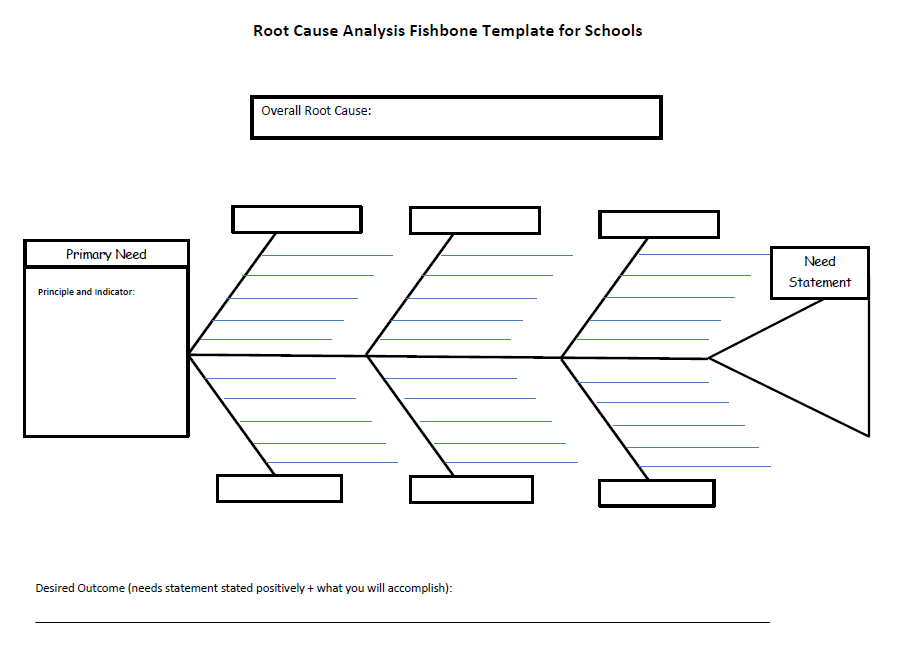 Root Cause Analysis Fishbone Template for Schools
Overall Root Cause:
Primary Need
Principle and Indicator:
Need
Statement
Desired Outcome (needs statement stated positively + what you will accomplish):